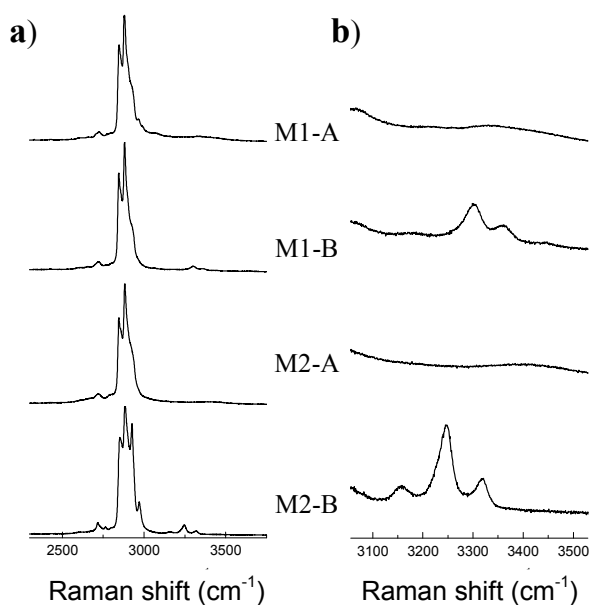 a)
b)
M1-A
M1-B
M2-A
M2-B
2500 3000 3500
3100 3200 3300 3400 3500
Raman shift (cm⁻¹)
Raman shift (cm⁻¹)